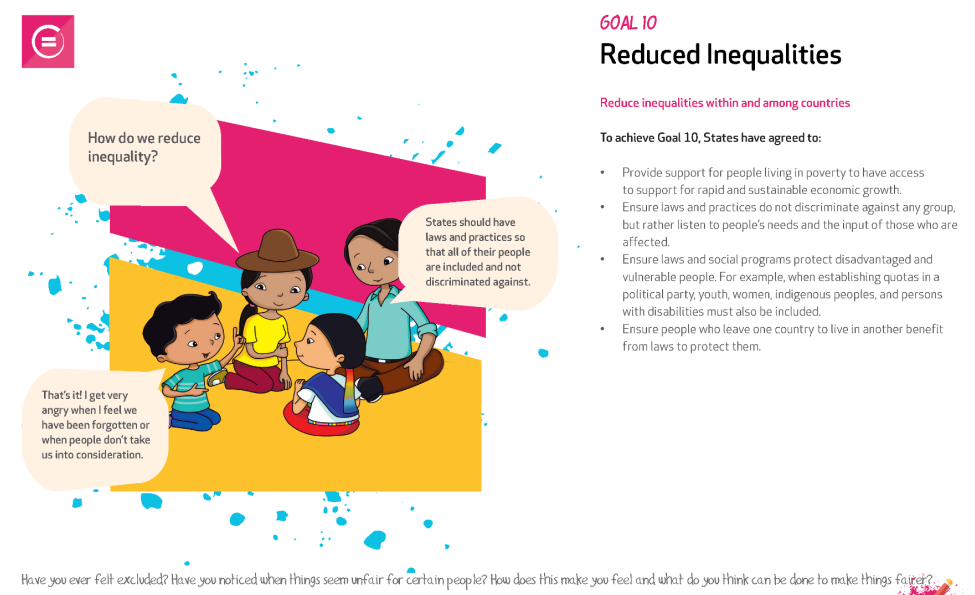 GOAL 10
Reduced Inequalities
Reduce inequalities within and among countries
To achieve Goal 10, States have agreed to:
• Provide support for people living in poverty to have access
to support for rapid and sustainable economic growth.
• Ensure laws and practices do not discriminate against any group,
but rather listen to people's needs and the input of those who are
affected.
• Ensure laws and social programs protect disadvantaged and
vulnerable people. For example, when establishing quotas in a
political party, youth, women, indigenous peoples, and persons
with disabilities must also be included.
• Ensure people who leave one country to live in another benefit
from laws to protect them.
How do we reduce
inequality?
States should have
laws and practices so
that all of their people
are included and not
discriminated against.
That's it! I get very
angry when I feel we
have been forgotten or
when people don't take
us into consideration.
Have you ever felt excluded? Have you noticed when things seem unfair for certain people? How does this make you feel and what do you think can be done to make things fairer?